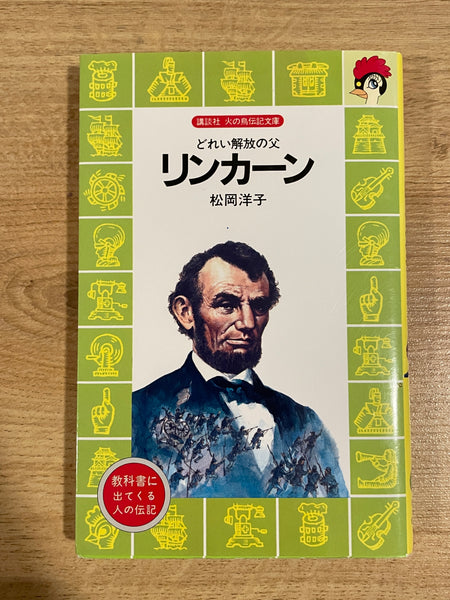 講談社 火の鳥伝記文庫
どれい解放の父
リンカーン
松岡洋子
教科書に
出てくる
人の伝記